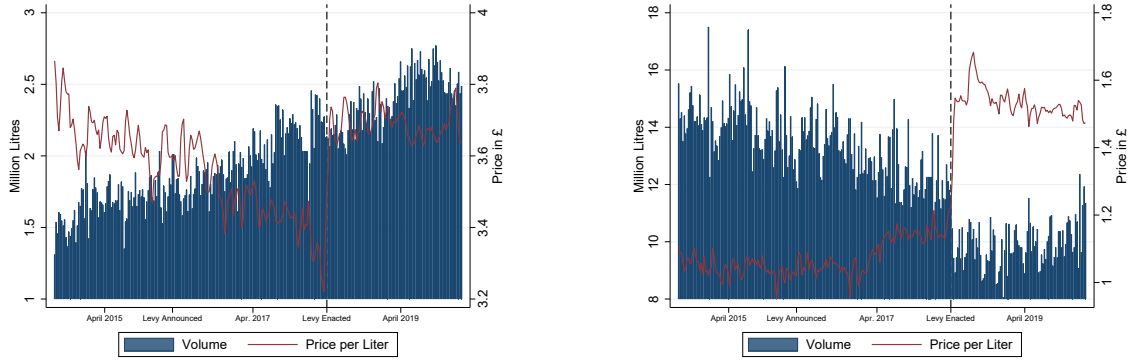 3
2.5
2
1.5
1
Million Litres
4
3.8
3.6
3.4
3.2
Price in £
April 2015 Levy Announced Apr. 2017 Levy Enacted April 2019
Volume Price per Liter
18
16
14
12
10
8
Million Litres
1.8
1.6
1.4
1.2
1
Price in £
April 2015 Levy Announced Apr. 2017 Levy Enacted April 2019
Volume Price per Liter